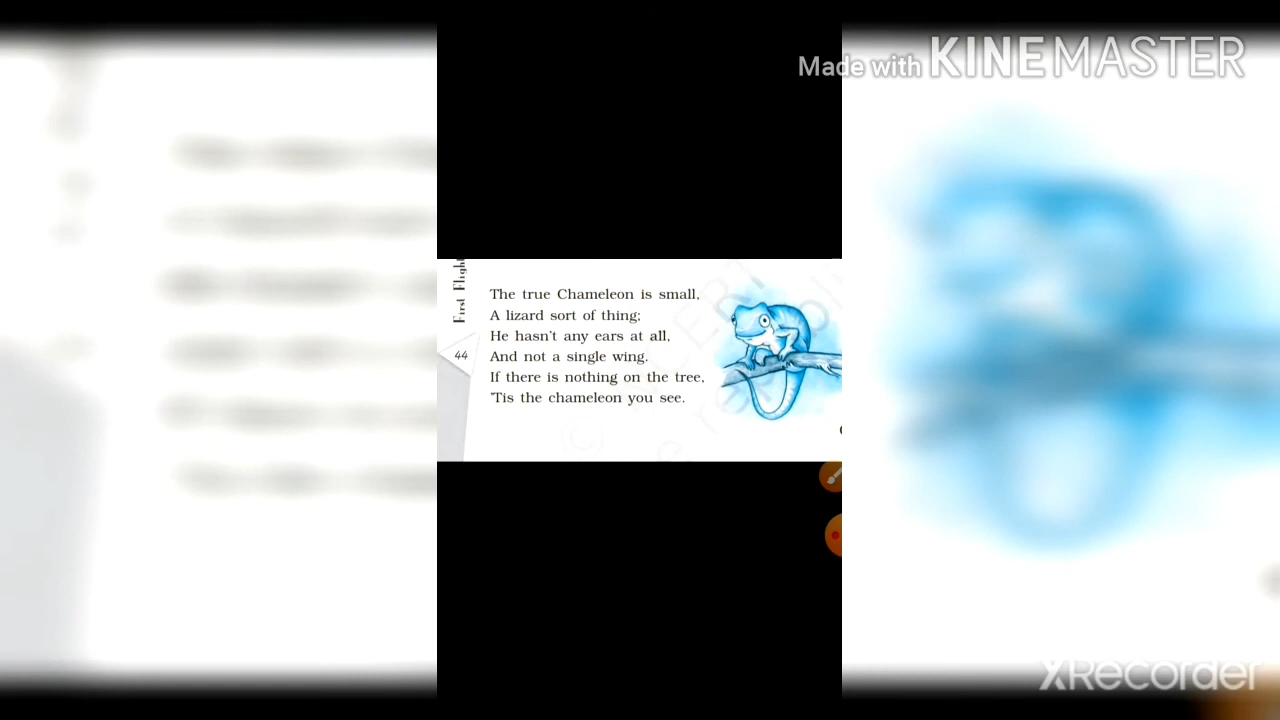 Made with KINEMASTER
First Flight
The true Chameleon is small,
A lizard sort of thing;
He hasn't any ears at all,
And not a single wing.
If there is nothing on the tree,
'Tis the chameleon you see.
44
XRecorder